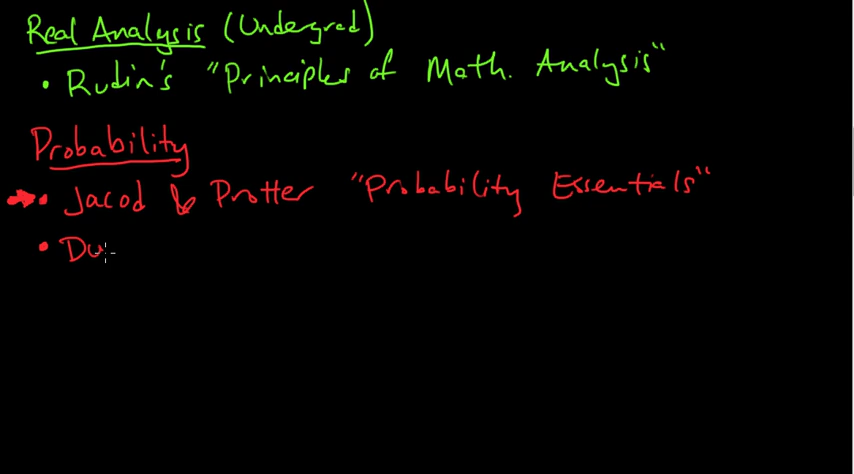 Real Analysis (Undergrad)
• Rudin's "Principles of Math. Analysis"
Probability
• Jacod & Protter "Probability Essentials"
• Du